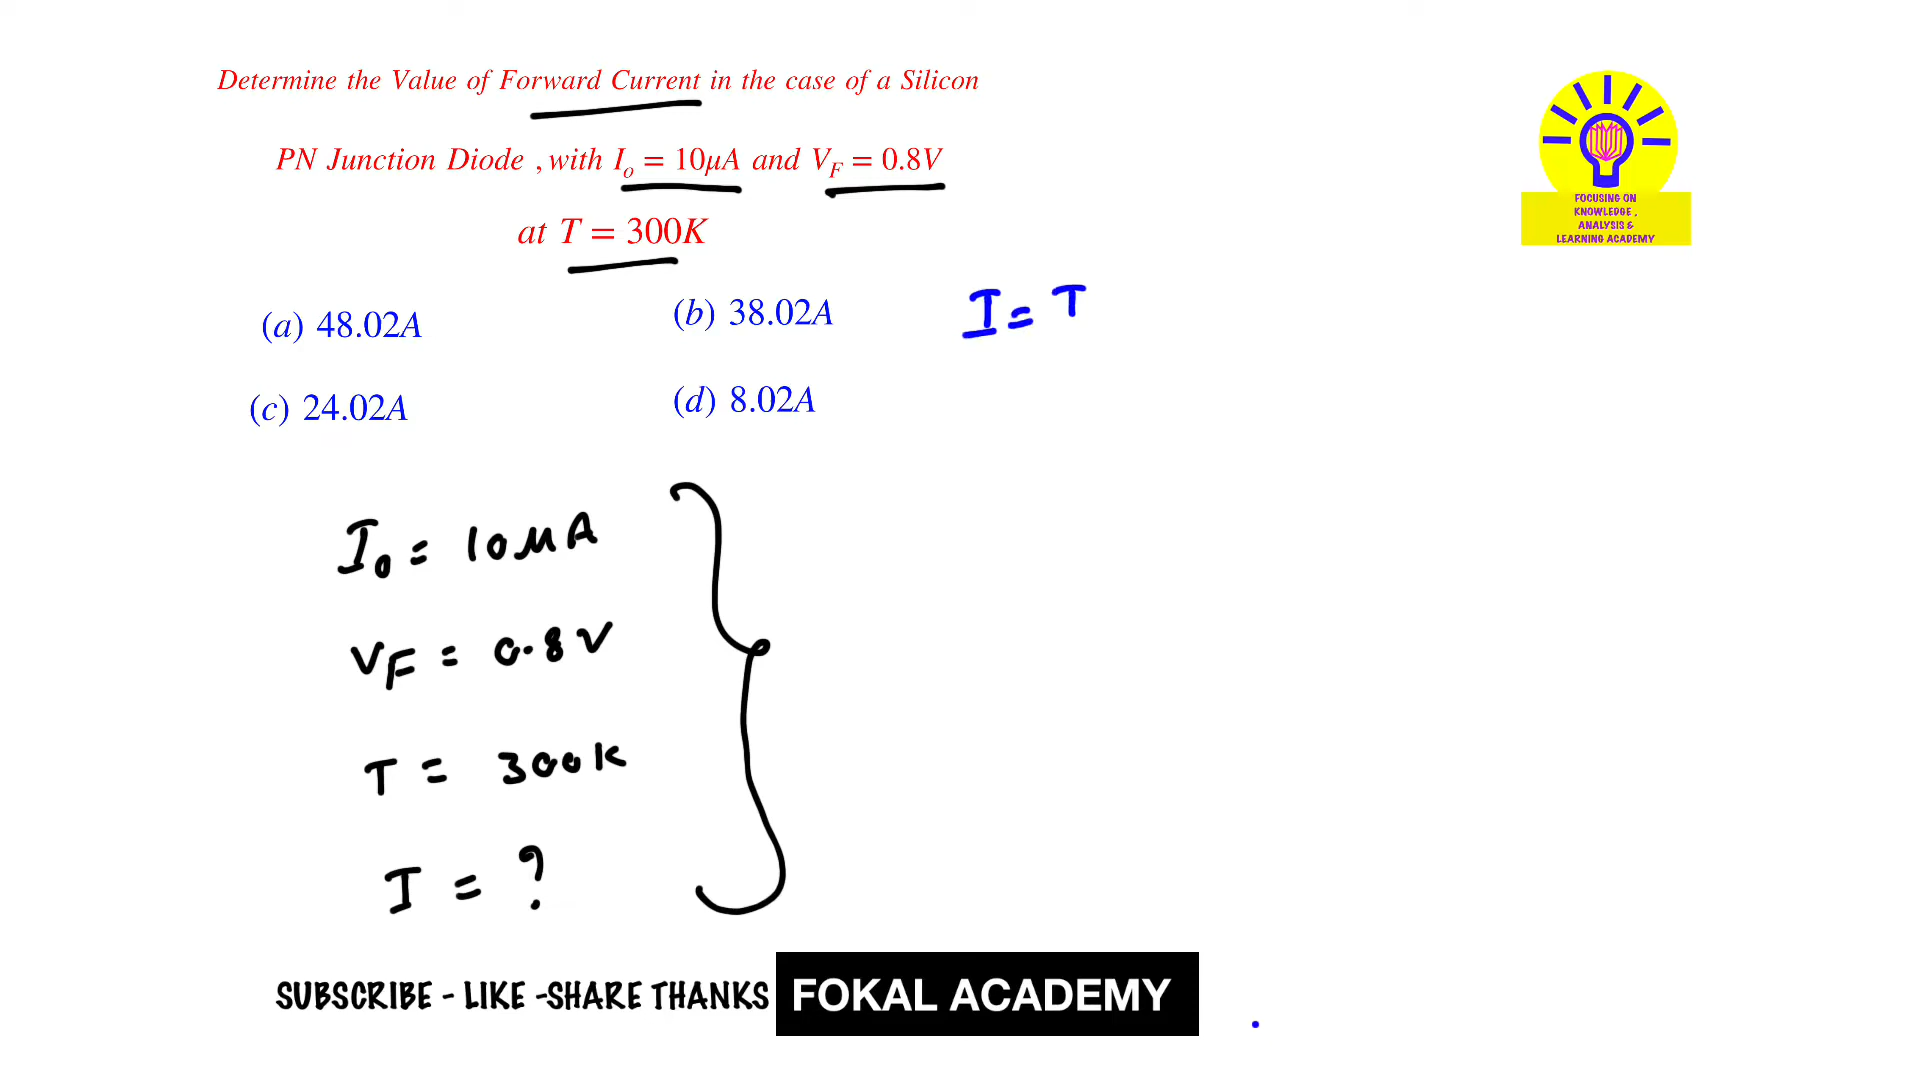 Determine the Value of Forward Current in the case of a Silicon
PN Junction Diode , with I₀ = 10μA and V_F = 0.8V
at T = 300K
(a) 48.02A
(b) 38.02A
(c) 24.02A
(d) 8.02A
I = T
I₀ = 10μA
V_F = 0.8V
T = 300K
I = ?
FOCUSING ON
KNOWLEDGE ,
ANALYSIS &
LEARNING ACADEMY
SUBSCRIBE - LIKE -SHARE THANKS
FOKAL ACADEMY